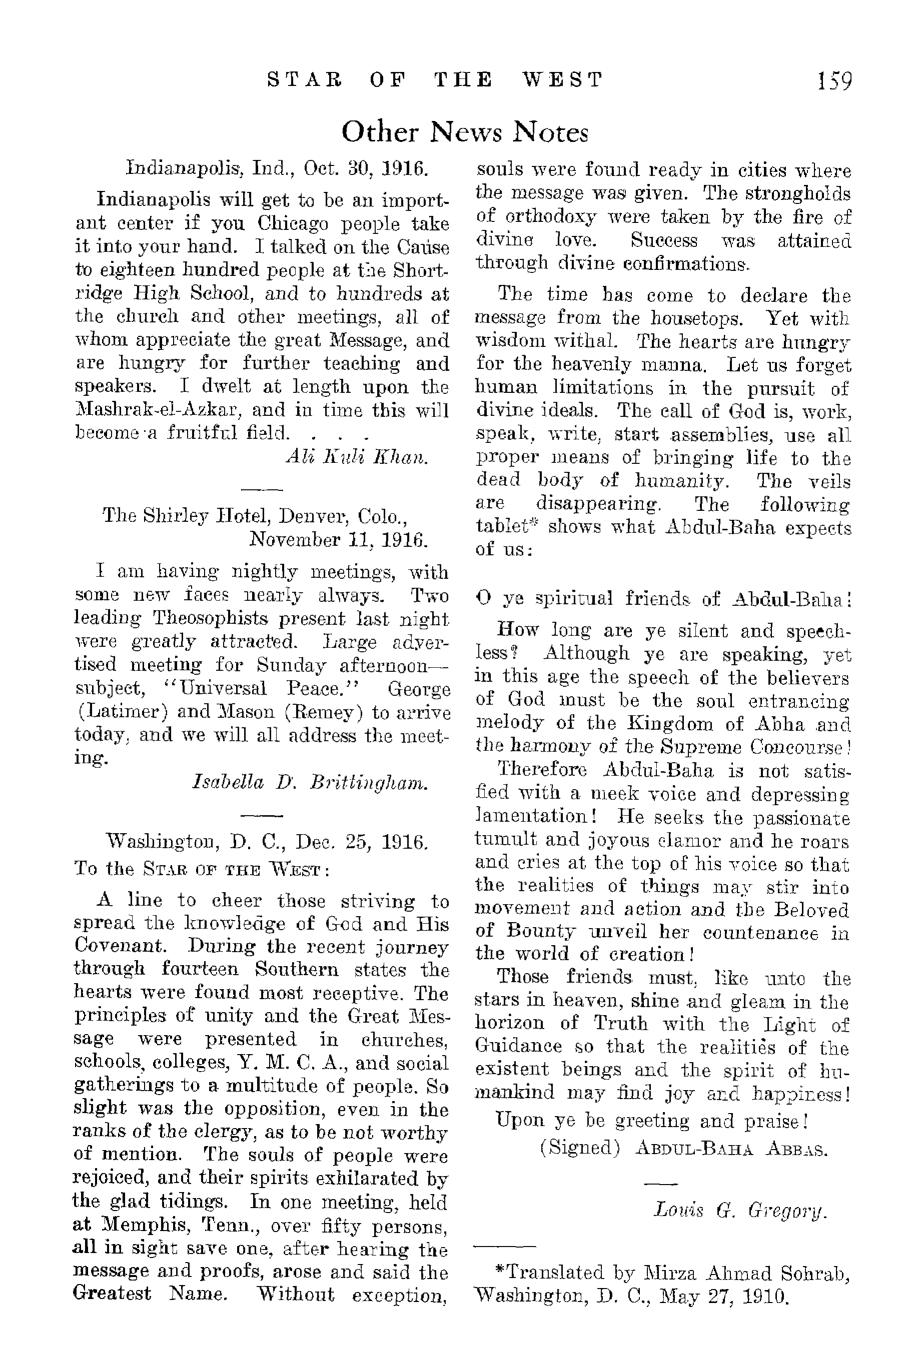 STAR OF THE WEST 159
Other News Notes
Indianapolis, Ind., Oct. 30, 1916.
Indianapolis will get to be an import-
ant center if you Chicago people take
it into your hand. I talked on the Cause
to eighteen hundred people at the Short-
ridge High School, and to hundreds at
the church and other meetings, all of
whom appreciate the great Message, and
are hungry for further teaching and
speakers. I dwelt at length upon the
Mashrak-el-Azkar, and in time this will
become a fruitful field. . . .
Ali Kuli Khan.
The Shirley Hotel, Denver, Colo.,
November 11, 1916.
I am having nightly meetings, with
some new faces nearly always. Two
leading Theosophists present last night
were greatly attracted. Large adver-
tised meeting for Sunday afternoon—
subject, “Universal Peace.” George
(Latimer) and Mason (Remey) to arrive
today, and we will all address the meet-
ing.
Isabella D. Brittingham.
Washington, D. C., Dec. 25, 1916.
To the STAR OF THE WEST:
A line to cheer those striving to
spread the knowledge of God and His
Covenant. During the recent journey
through fourteen Southern states the
hearts were found most receptive. The
principles of unity and the Great Mes-
sage were presented in churches,
schools, colleges, Y. M. C. A., and social
gatherings to a multitude of people. So
slight was the opposition, even in the
ranks of the clergy, as to be not worthy
of mention. The souls of people were
rejoiced, and their spirits exhilarated by
the glad tidings. In one meeting, held
at Memphis, Tenn., over fifty persons,
all in sight save one, after hearing the
message and proofs, arose and said the
Greatest Name. Without exception,
souls were found ready in cities where
the message was given. The strongholds
of orthodoxy were taken by the fire of
divine love. Success was attained
through divine confirmations.
The time has come to declare the
message from the housetops. Yet with
wisdom withal. The hearts are hungry
for the heavenly manna. Let us forget
human limitations in the pursuit of
divine ideals. The call of God is, work,
speak, write, start assemblies, use all
proper means of bringing life to the
dead body of humanity. The veils
are disappearing. The following
tablet* shows what Abdul-Baha expects
of us:
O ye spiritual friends of Abdul-Baha!
How long are ye silent and speech-
less? Although ye are speaking, yet
in this age the speech of the believers
of God must be the soul entrancing
melody of the Kingdom of Abha and
the harmony of the Supreme Concourse!
Therefore Abdul-Baha is not satis-
fied with a meek voice and depressing
lamentation! He seeks the passionate
tumult and joyous clamor and he roars
and cries at the top of his voice so that
the realities of things may stir into
movement and action and the Beloved
of Bounty unveil her countenance in
the world of creation!
Those friends must, like unto the
stars in heaven, shine and gleam in the
horizon of Truth with the Light of
Guidance so that the realities of the
existent beings and the spirit of hu-
mankind may find joy and happiness!
Upon ye be greeting and praise!
(Signed) ABDUL-BAHA ABBAS.
Louis G. Gregory.
*Translated by Mirza Ahmad Sohrab,
Washington, D. C., May 27, 1910.